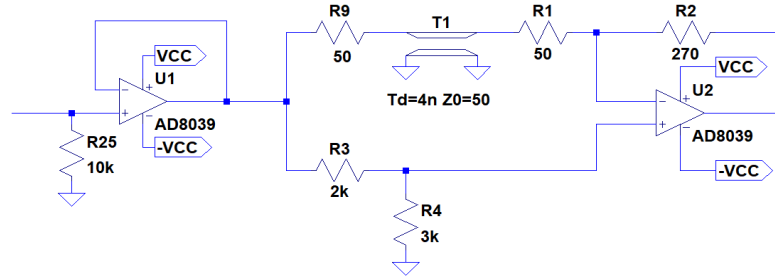 R9
50
T1
Td=4n Z0=50
R1
50
R2
270
VCC
U1
AD8039
-VCC
R25
10k
R3
2k
R4
3k
VCC
U2
AD8039
-VCC